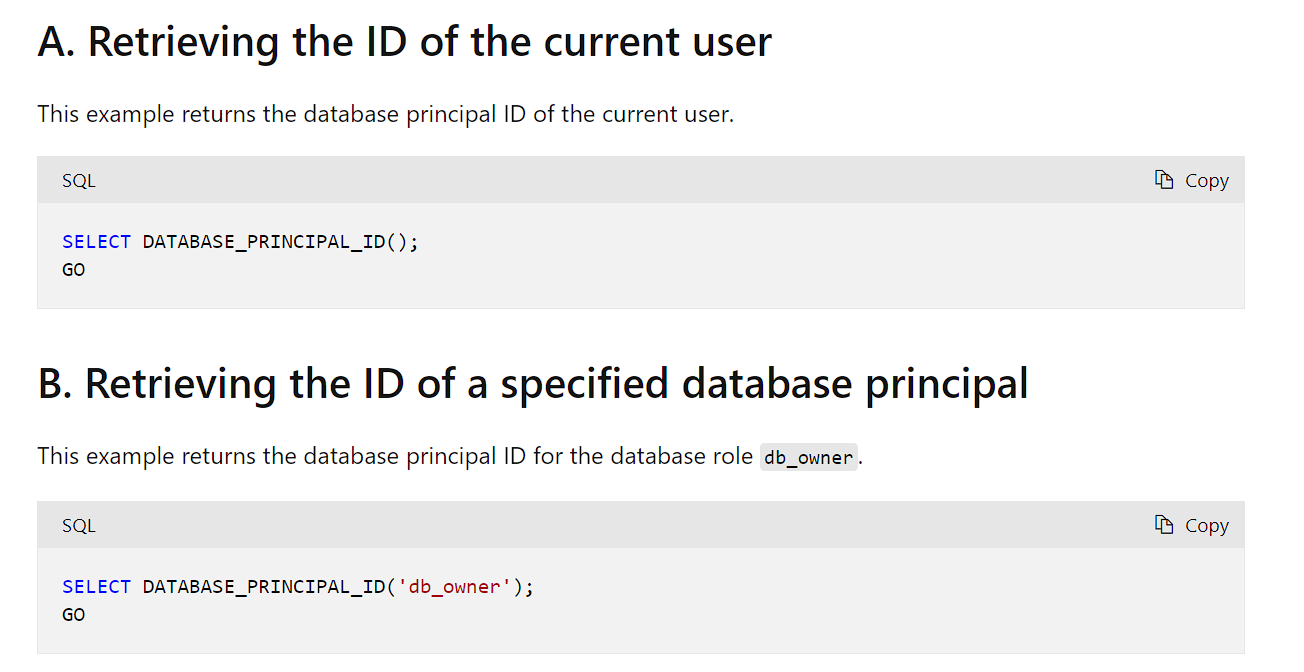 A. Retrieving the ID of the current user
This example returns the database principal ID of the current user.
SQL
Copy
SELECT DATABASE_PRINCIPAL_ID();
GO
B. Retrieving the ID of a specified database principal
This example returns the database principal ID for the database role db_owner.
SQL
Copy
SELECT DATABASE_PRINCIPAL_ID('db_owner');
GO